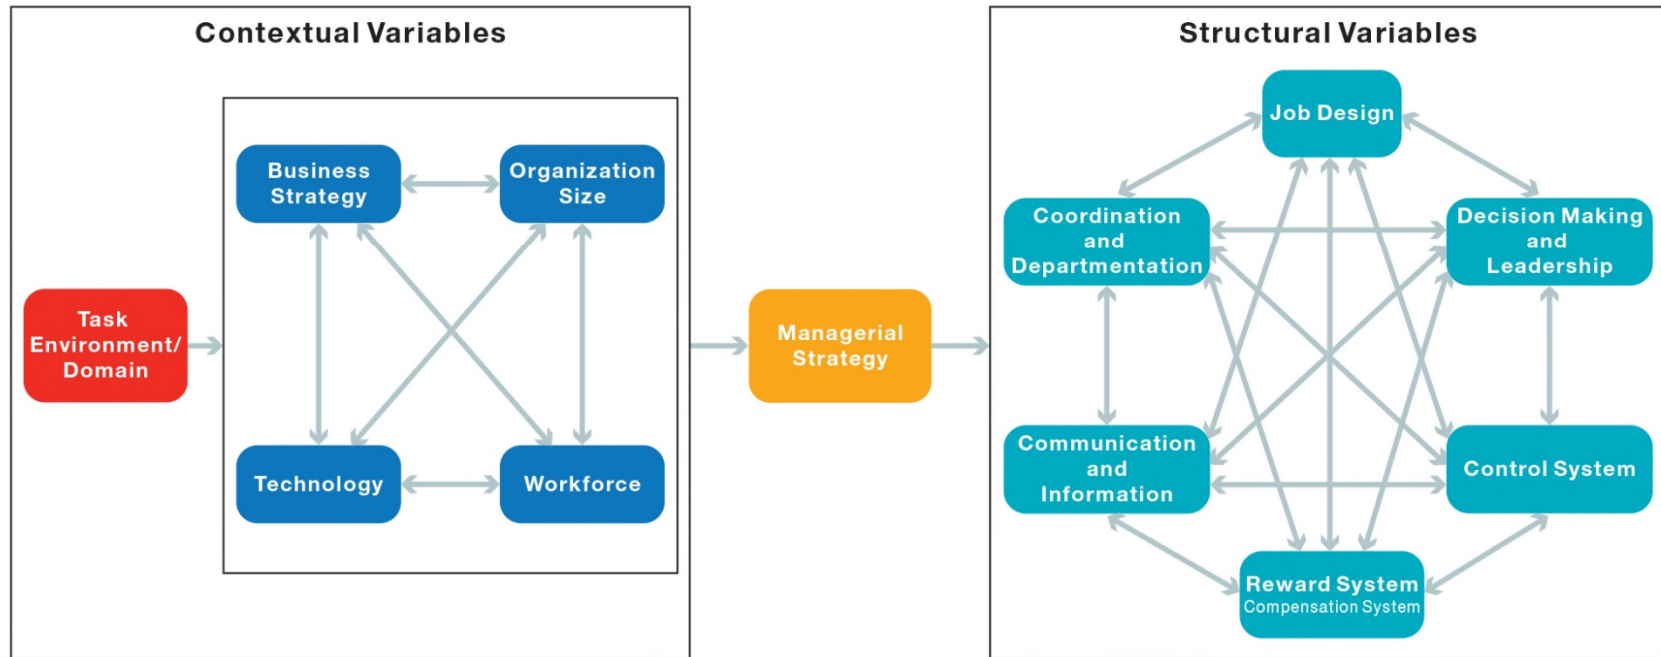 Contextual Variables
Business
Strategy
Organization
Size
Task
Environment/
Domain
Technology
Workforce
Managerial
Strategy
Structural Variables
Job Design
Coordination
and
Departmentation
Decision Making
and
Leadership
Communication
and
Information
Control System
Reward System
Compensation System